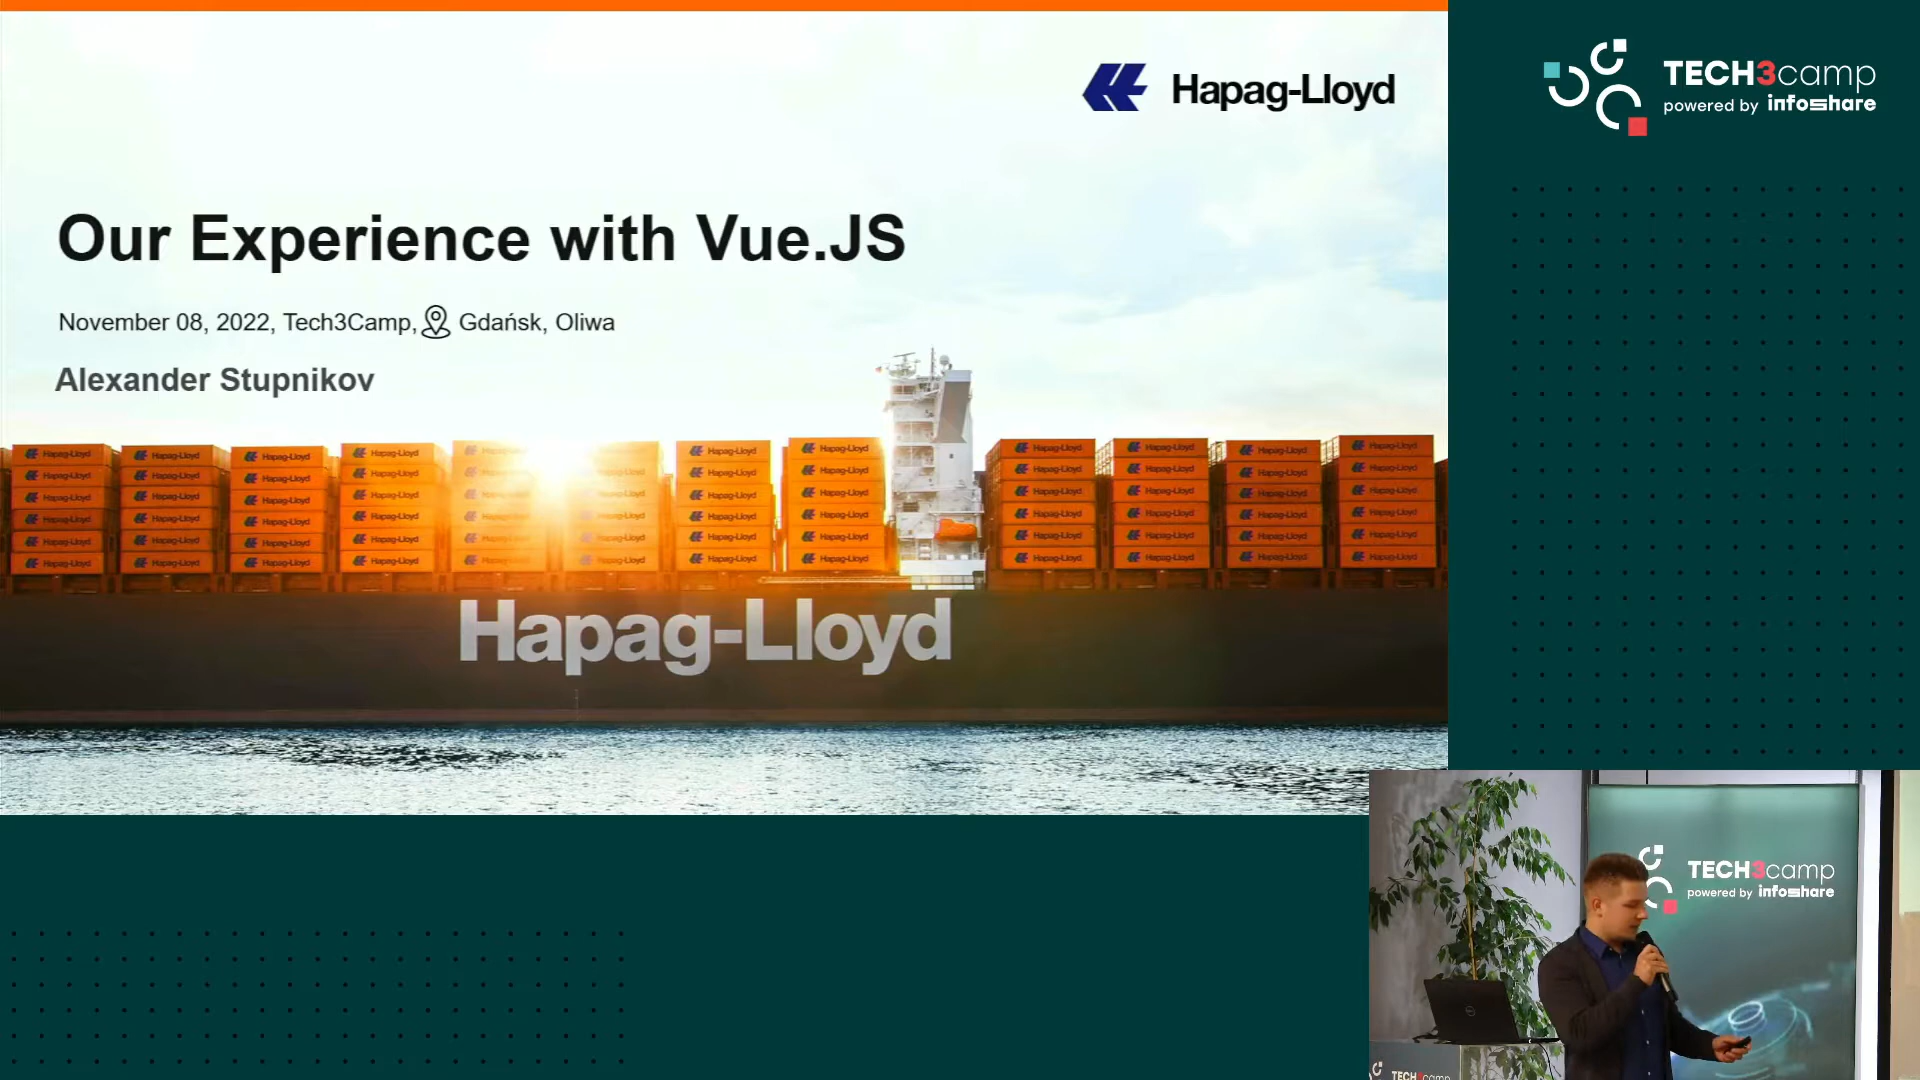 Hapag-Lloyd
TECH3camp
powered by infoshare
Our Experience with Vue.JS
November 08, 2022, Tech3Camp, Gdańsk, Oliwa
Alexander Stupnikov
Hapag-Lloyd
TECH3camp
powered by infoshare
TECH3camp